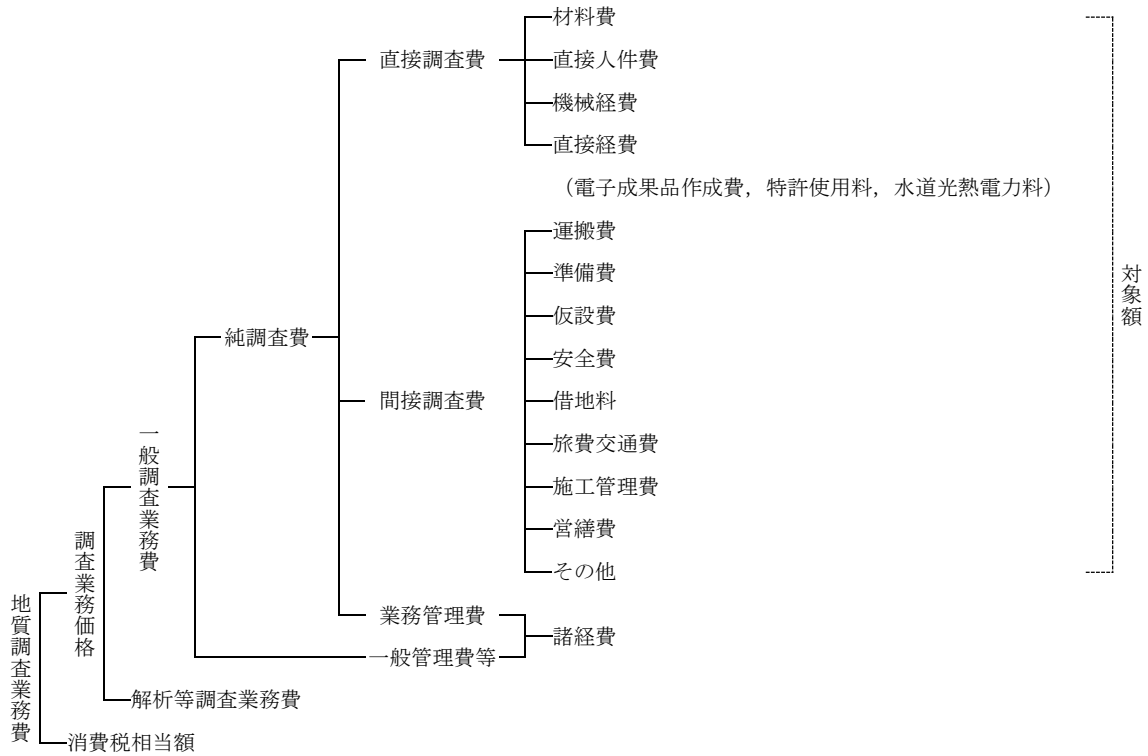 材料費
直接調査費
直接人件費
機械経費
直接経費
（電子成果品作成費，特許使用料，水道光熱電力料）
運搬費
準備費
仮設費
純調査費
安全費
間接調査費
借地料
旅費交通費
施工管理費
営繕費
その他
対象額
一般調査業務費
調査業務価格
地質調査業務費
業務管理費
諸経費
一般管理費等
解析等調査業務費
消費税相当額